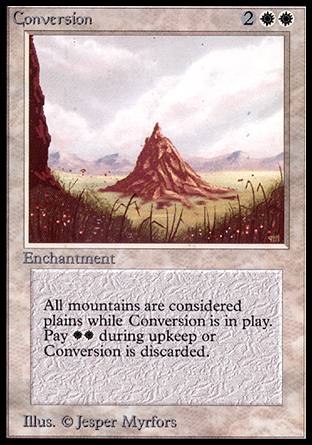 Conversion 2
Enchantment
All mountains are considered
plains while Conversion is in play.
Pay during upkeep or
Conversion is discarded.
Illus. © Jesper Myrfors